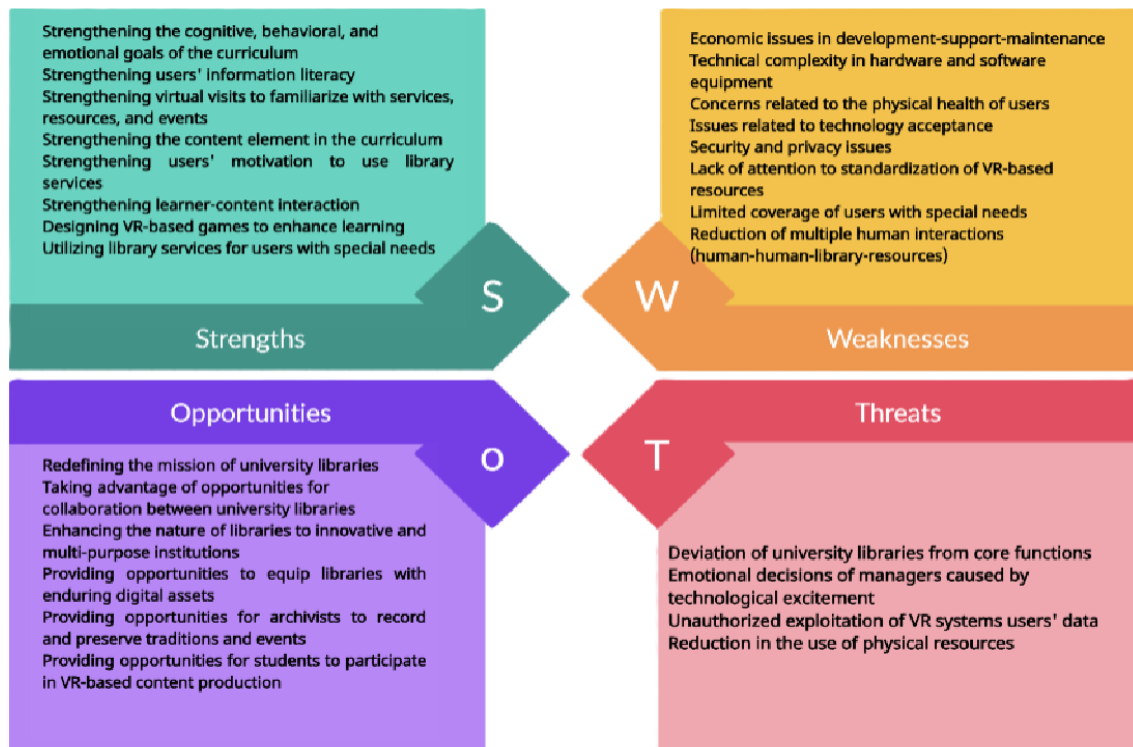 Strengthening the cognitive, behavioral, and
emotional goals of the curriculum
Strengthening users' information literacy
Strengthening virtual visits to familiarize with services,
resources, and events
Strengthening the content element in the curriculum
Strengthening users' motivation to use library
services
Strengthening learner-content interaction
Designing VR-based games to enhance learning
Utilizing library services for users with special needs
S
Strengths
Economic issues in development-support-maintenance
Technical complexity in hardware and software
equipment
Concerns related to the physical health of users
Issues related to technology acceptance
Security and privacy issues
Lack of attention to standardization of VR-based
resources
Limited coverage of users with special needs
Reduction of multiple human interactions
(human-human-library-resources)
W
Weaknesses
Opportunities
o
Redefining the mission of university libraries
Taking advantage of opportunities for
collaboration between university libraries
Enhancing the nature of libraries to innovative and
multi-purpose institutions
Providing opportunities to equip libraries with
enduring digital assets
Providing opportunities for archivists to record
and preserve traditions and events
Providing opportunities for students to participate
in VR-based content production
Threats
T
Deviation of university libraries from core functions
Emotional decisions of managers caused by
technological excitement
Unauthorized exploitation of VR systems users' data
Reduction in the use of physical resources